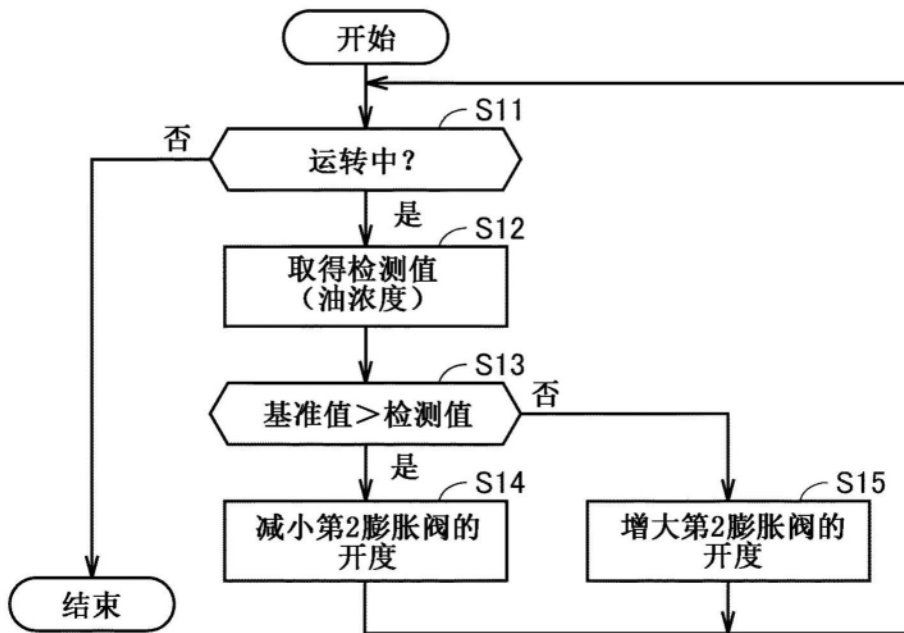 开始
S11
否
运转中？
是
S12
取得检测值
（油浓度）
S13
基准值＞检测值
否
是
S14
减小第2膨胀阀的
开度
S15
增大第2膨胀阀的
开度
结束